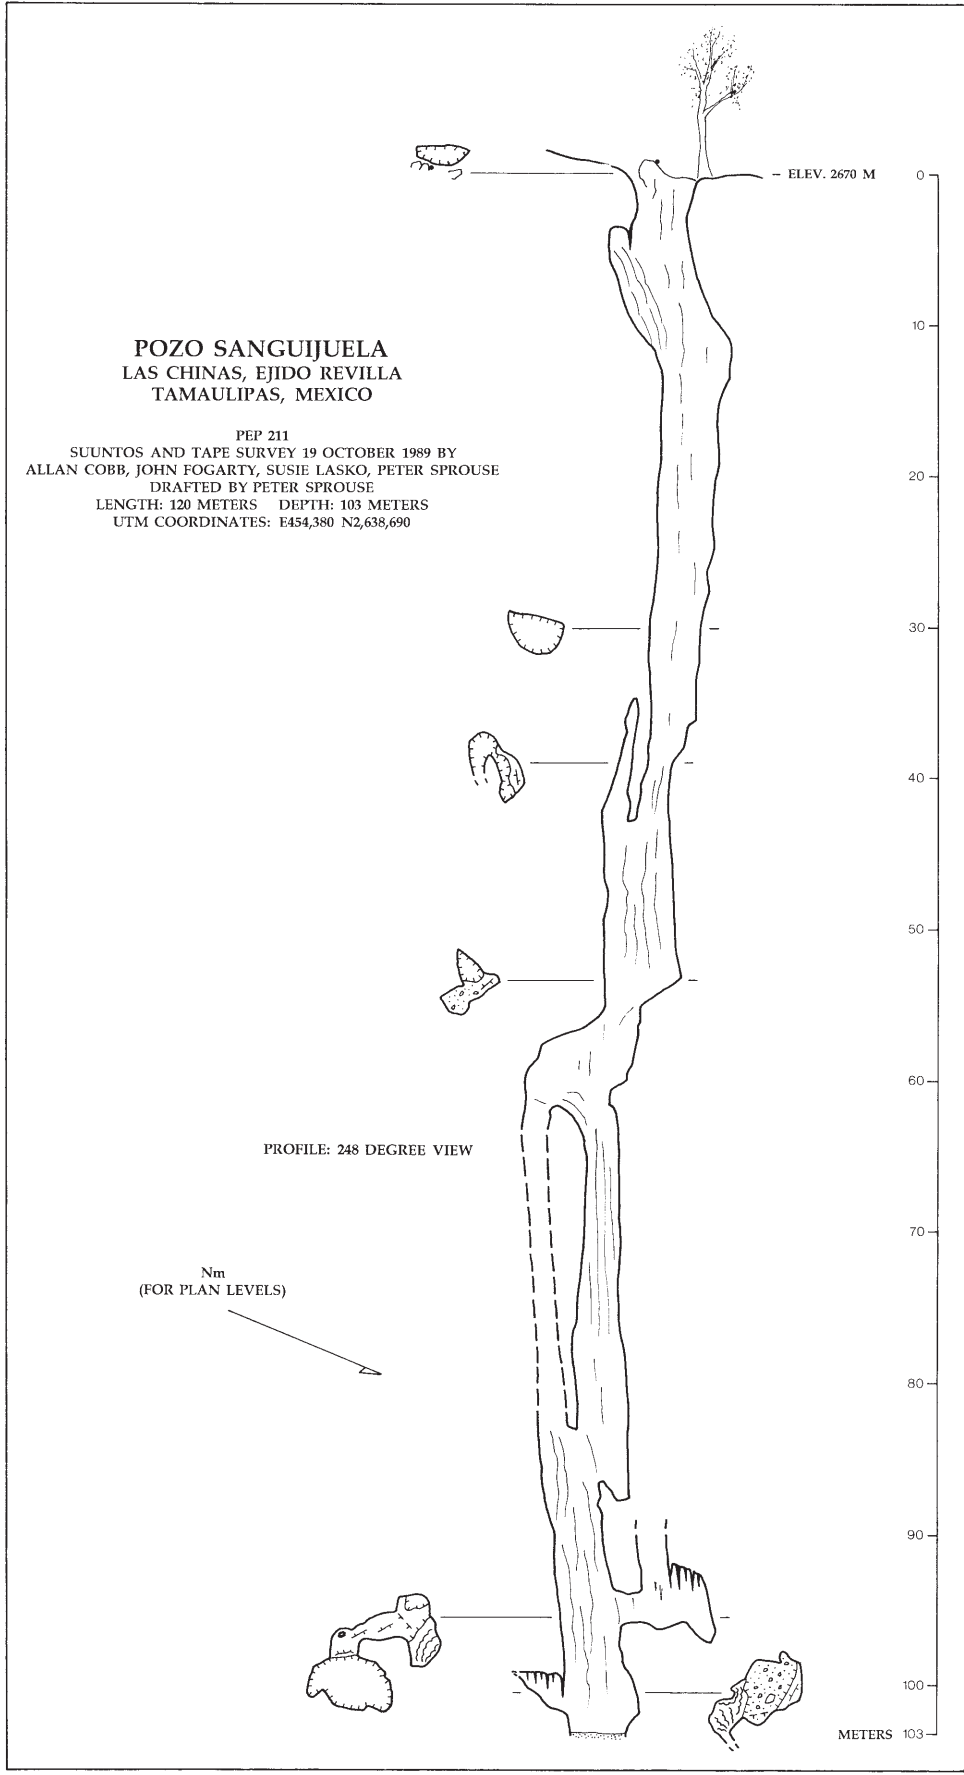 ELEV. 2670 M
0
10
POZO SANGUIJUELA
LAS CHINAS, EJIDO REVILLA
TAMAULIPAS, MEXICO
PEP 211
SUUNTOS AND TAPE SURVEY 19 OCTOBER 1989 BY
ALLAN COBB, JOHN FOGARTY, SUSIE LASKO, PETER SPROUSE
DRAFTED BY PETER SPROUSE
LENGTH: 120 METERS DEPTH: 103 METERS
UTM COORDINATES: E454,380 N2,638,690
20
30
40
50
60
PROFILE: 248 DEGREE VIEW
70
Nm
(FOR PLAN LEVELS)
80
90
100
METERS 103